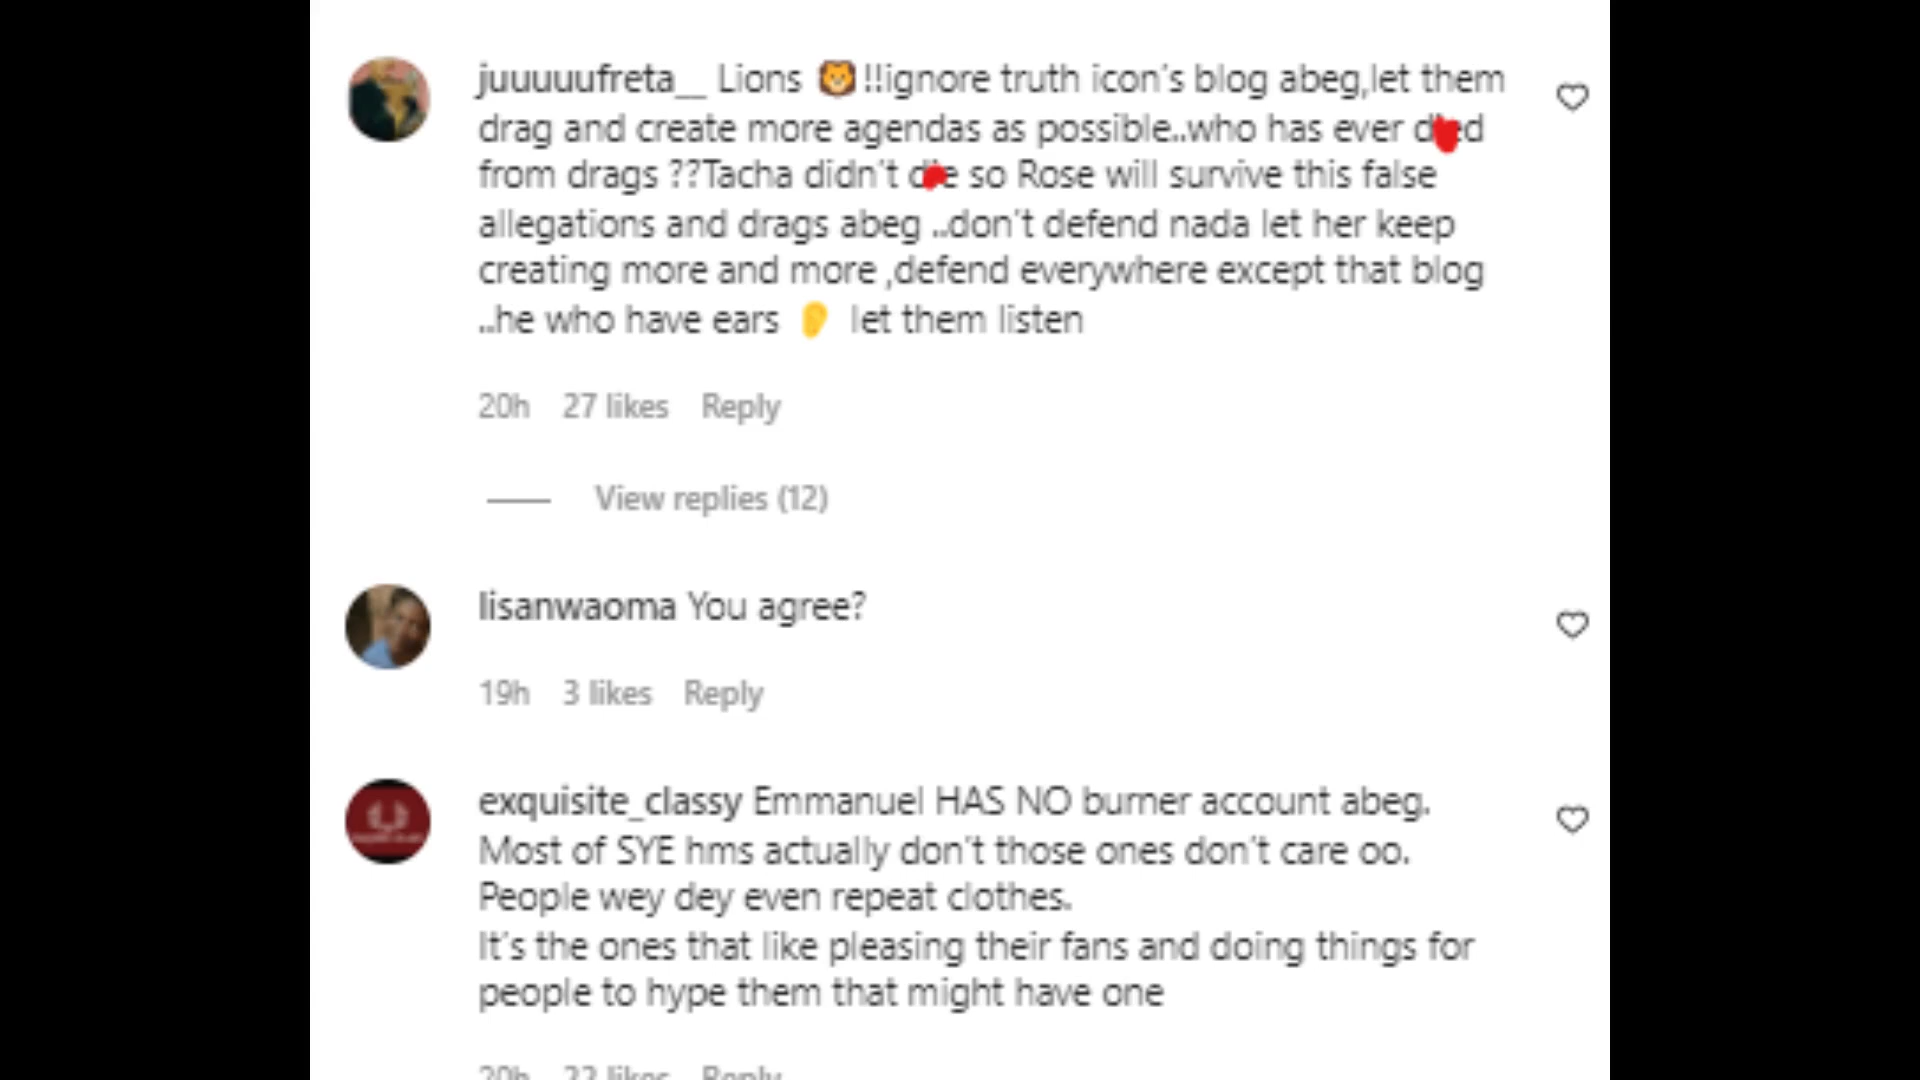 juuuuufreta__ Lions 🦁!!ignore truth icon's blog abeg,let them
drag and create more agendas as possible..who has ever d ed
from drags ??Tacha didn't d e so Rose will survive this false
allegations and drags abeg ..don't defend nada let her keep
creating more and more ,defend everywhere except that blog
..he who have ears 👂 let them listen
20h 27 likes Reply
View replies (12)
lisanwaoma You agree?
19h 3 likes Reply
exquisite_classy Emmanuel HAS NO burner account abeg.
Most of SYE hms actually don't those ones don't care oo.
People wey dey even repeat clothes.
It's the ones that like pleasing their fans and doing things for
people to hype them that might have one
20h 22 likes Reply